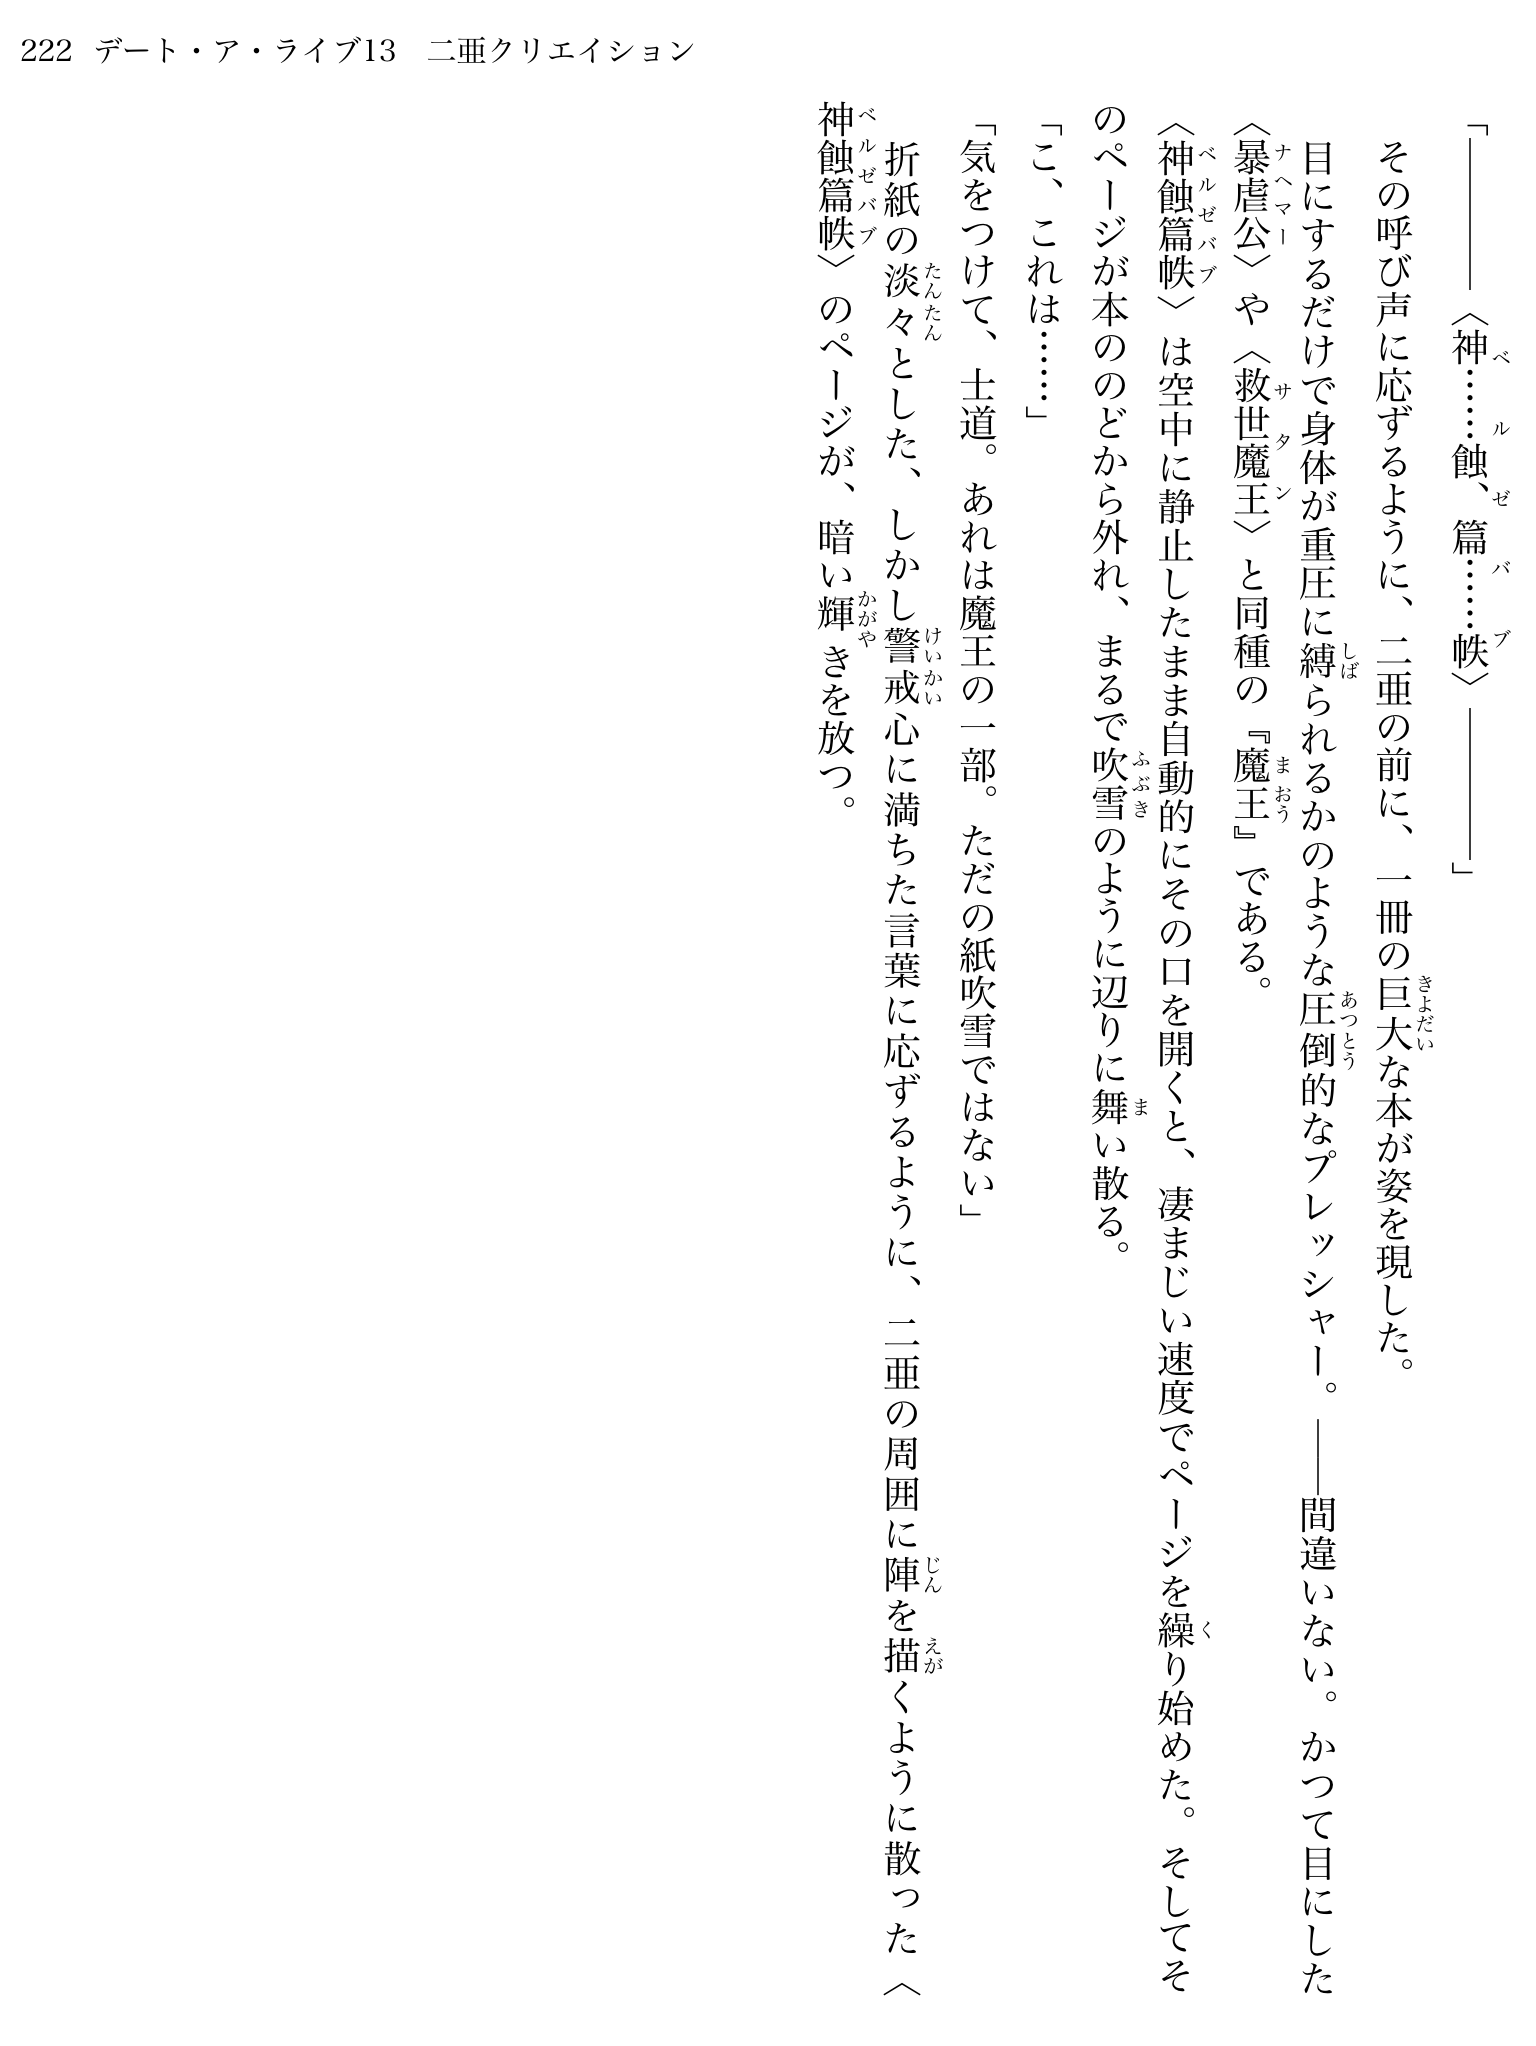 222 デート・ア・ライブ13　二亜クリエイション
「――――〈神……蝕、篇……帙〉――――」
　その呼び声に応ずるように、二亜の前に、一冊の巨大な本が姿を現した。
　目にするだけで身体が重圧に縛られるかのような圧倒的なプレッシャー。――間違いない。かつて目にした
〈暴虐公〉や〈救世魔王〉と同種の『魔王』である。
〈神蝕篇帙〉は空中に静止したまま自動的にその口を開くと、凄まじい速度でページを繰り始めた。そしてそ
のページが本ののどから外れ、まるで吹雪のように辺りに舞い散る。
「こ、これは……」
「気をつけて、士道。あれは魔王の一部。ただの紙吹雪ではない」
　折紙の淡々とした、しかし警戒心に満ちた言葉に応ずるように、二亜の周囲に陣を描くように散った〈
神蝕篇帙〉のページが、暗い輝きを放つ。